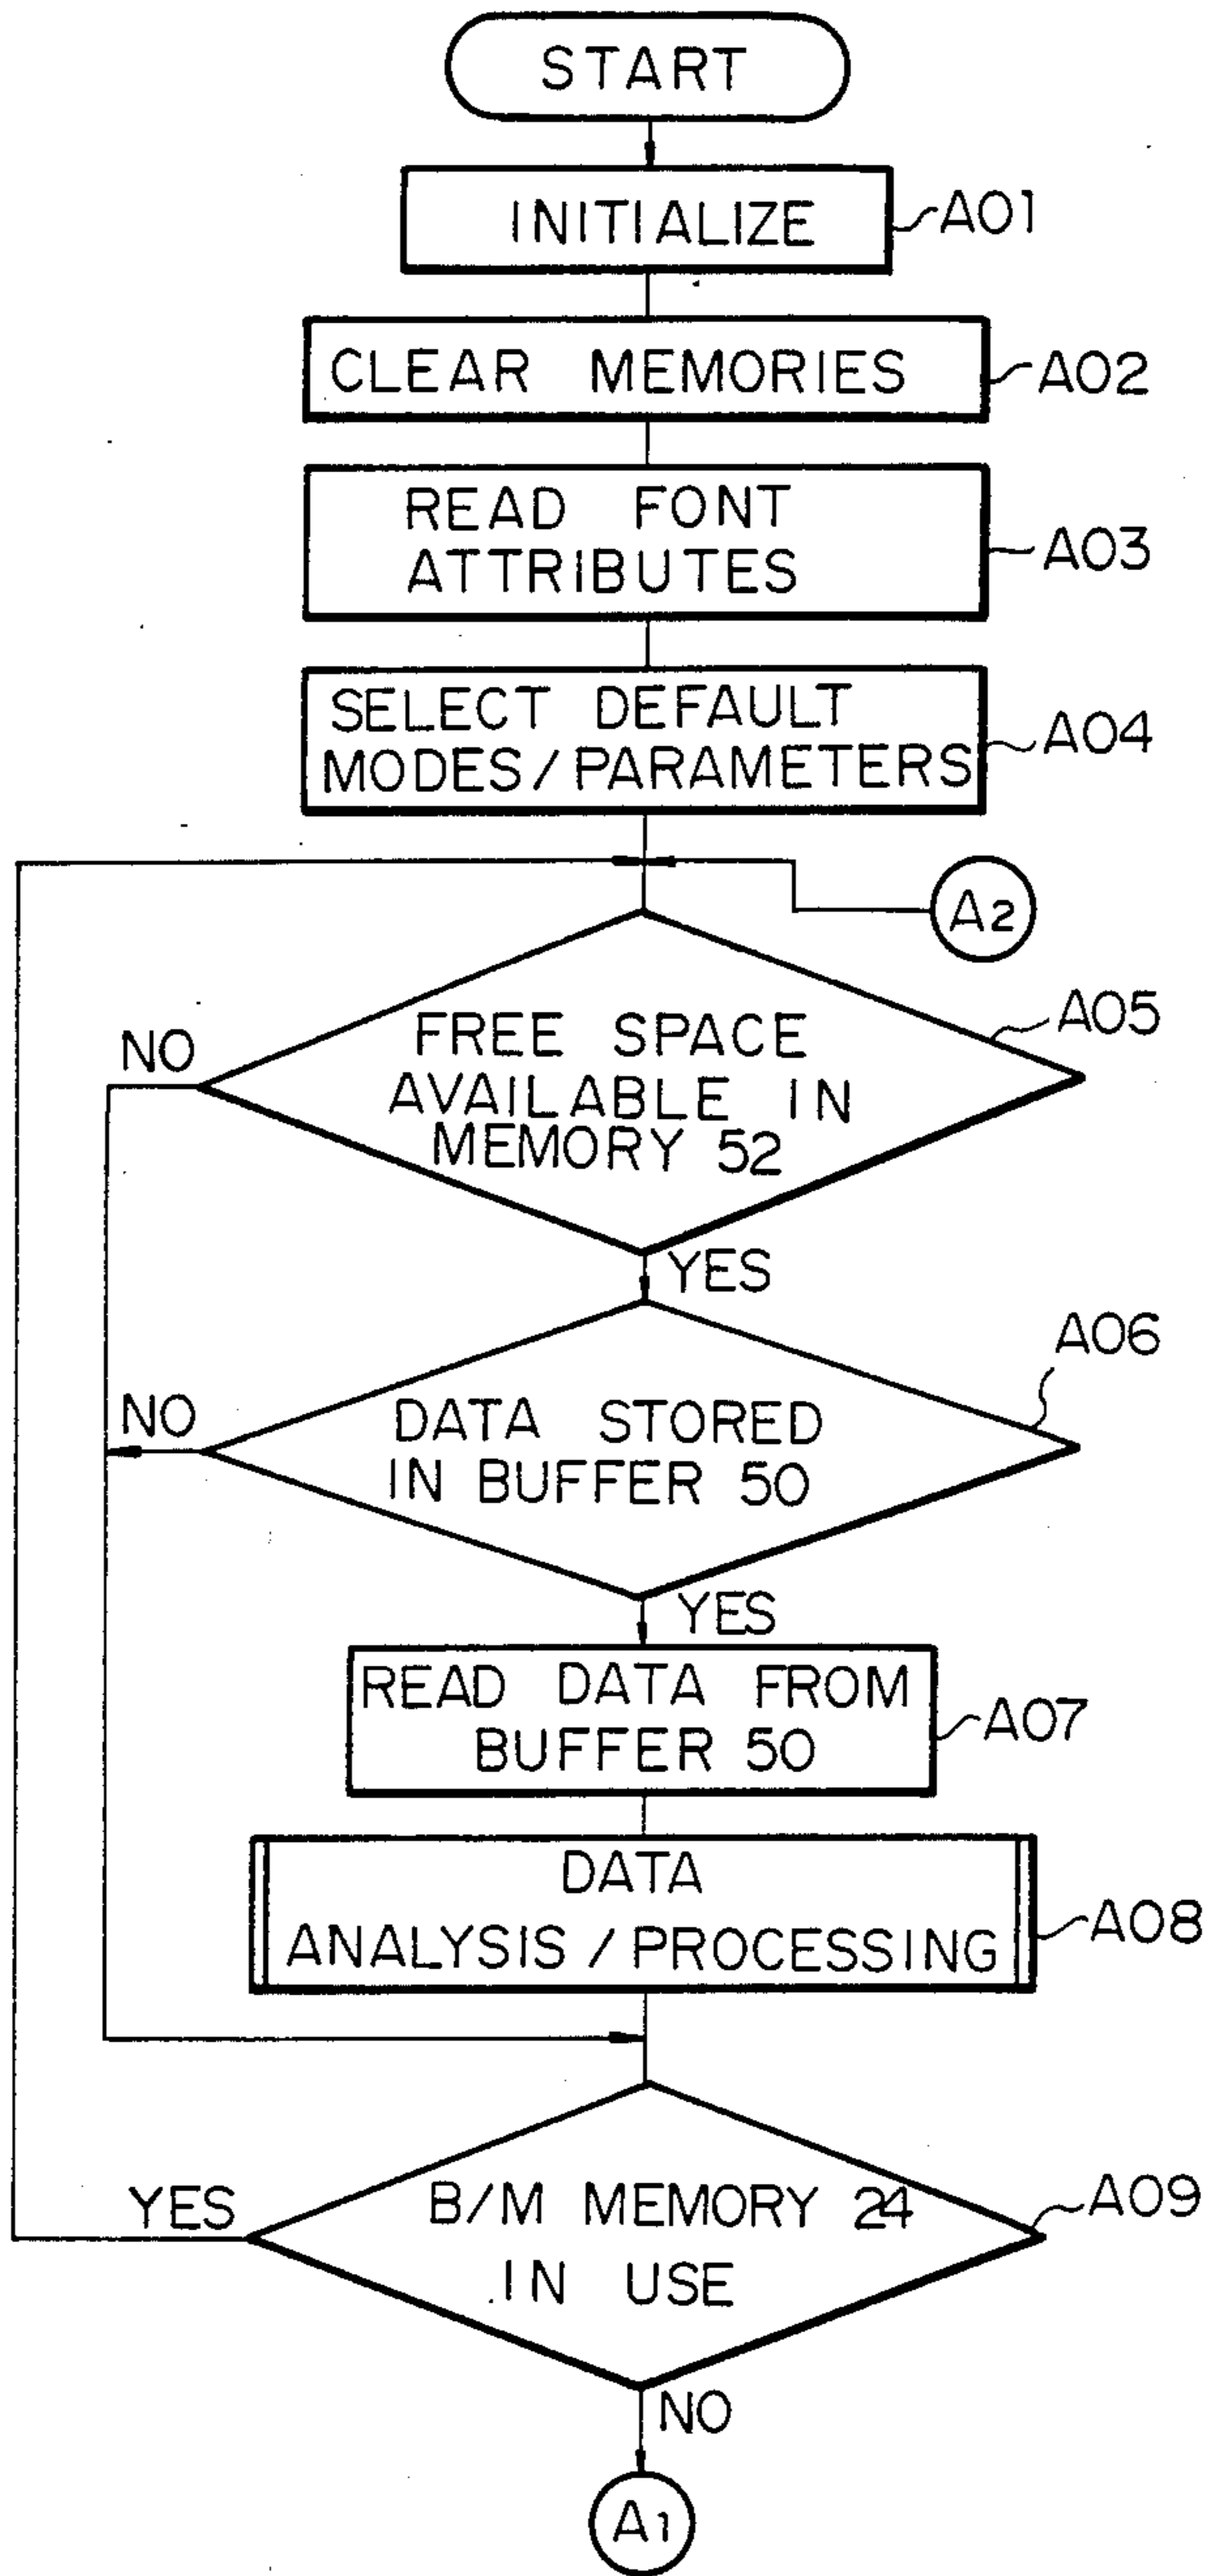 START
INITIALIZE
A01
CLEAR MEMORIES
A02
READ FONT
ATTRIBUTES
A03
SELECT DEFAULT
MODES/PARAMETERS
A04
A2
FREE SPACE
AVAILABLE IN
MEMORY 52
A05
NO
YES
DATA STORED
IN BUFFER 50
A06
NO
YES
READ DATA FROM
BUFFER 50
A07
DATA
ANALYSIS/PROCESSING
A08
B/M MEMORY 24
IN USE
A09
YES
NO
A1